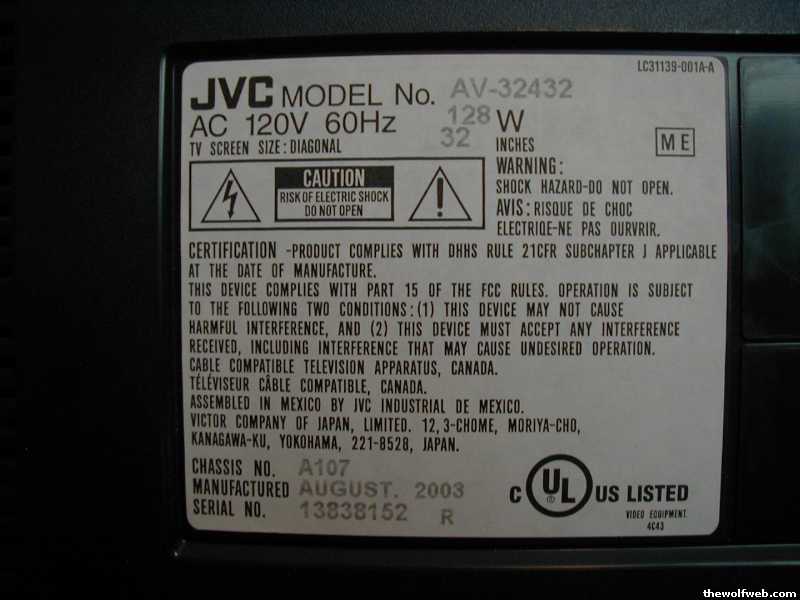 LC31139-001A-A
JVC MODEL No. AV-32432
AC 120V 60Hz 128 W
TV SCREEN SIZE: DIAGONAL 32 INCHES
ME
CAUTION
RISK OF ELECTRIC SHOCK
DO NOT OPEN
WARNING:
SHOCK HAZARD-DO NOT OPEN.
AVIS: RISQUE DE CHOC
ELECTRIQE-NE PAS OURVRIR.
CERTIFICATION -PRODUCT COMPLIES WITH DHHS RULE 21CFR SUBCHAPTER J APPLICABLE
AT THE DATE OF MANUFACTURE.
THIS DEVICE COMPLIES WITH PART 15 OF THE FCC RULES. OPERATION IS SUBJECT
TO THE FOLLOWING TWO CONDITIONS: (1) THIS DEVICE MAY NOT CAUSE
HARMFUL INTERFERENCE, AND (2) THIS DEVICE MUST ACCEPT ANY INTERFERENCE
RECEIVED, INCLUDING INTERFERENCE THAT MAY CAUSE UNDESIRED OPERATION.
CABLE COMPATIBLE TELEVISION APPARATUS, CANADA.
TÉLÉVISEUR CÂBLE COMPATIBLE, CANADA.
ASSEMBLED IN MEXICO BY JVC INDUSTRIAL DE MEXICO.
VICTOR COMPANY OF JAPAN, LIMITED. 12, 3-CHOME, MORIYA-CHO,
KANAGAWA-KU, YOKOHAMA, 221-8528, JAPAN.
CHASSIS NO. A107
MANUFACTURED AUGUST. 2003
SERIAL NO. 13838152 R
C UL ® US LISTED
VIDEO EQUIPMENT
4C43
thewolfweb.com